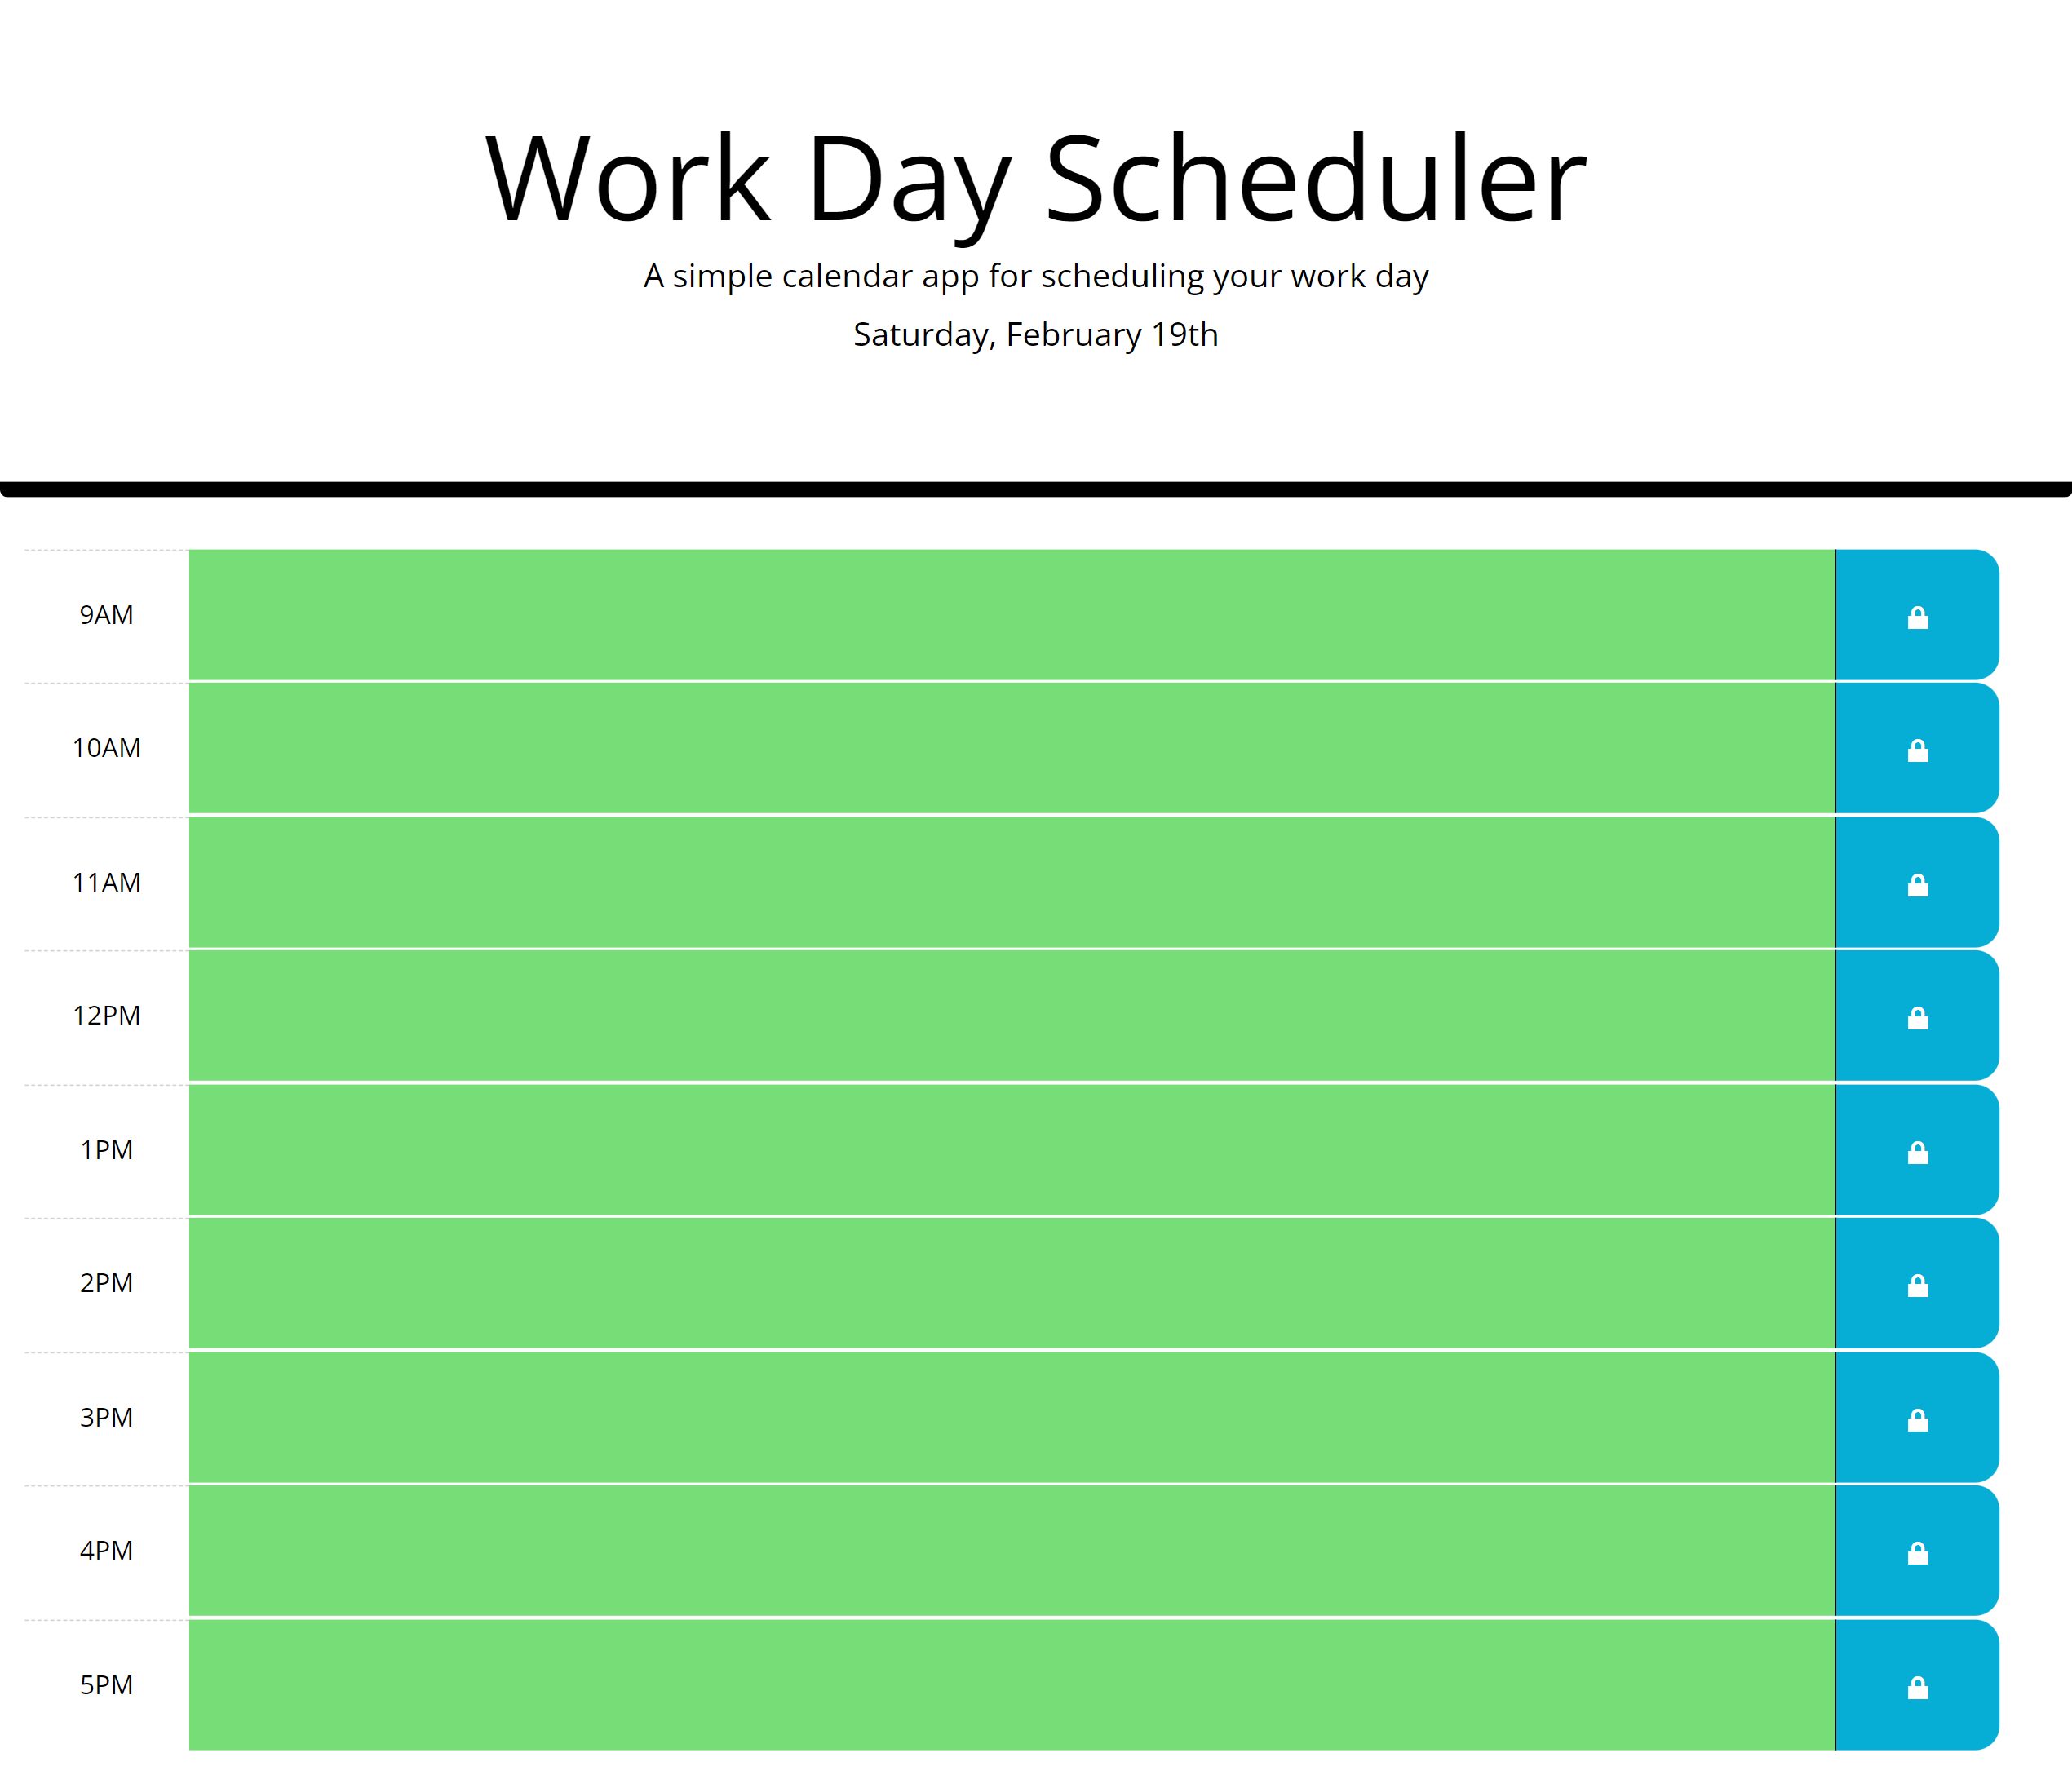 Work Day Scheduler
A simple calendar app for scheduling your work day
Saturday, February 19th
9AM
10AM
11AM
12PM
1PM
2PM
3PM
4PM
5PM